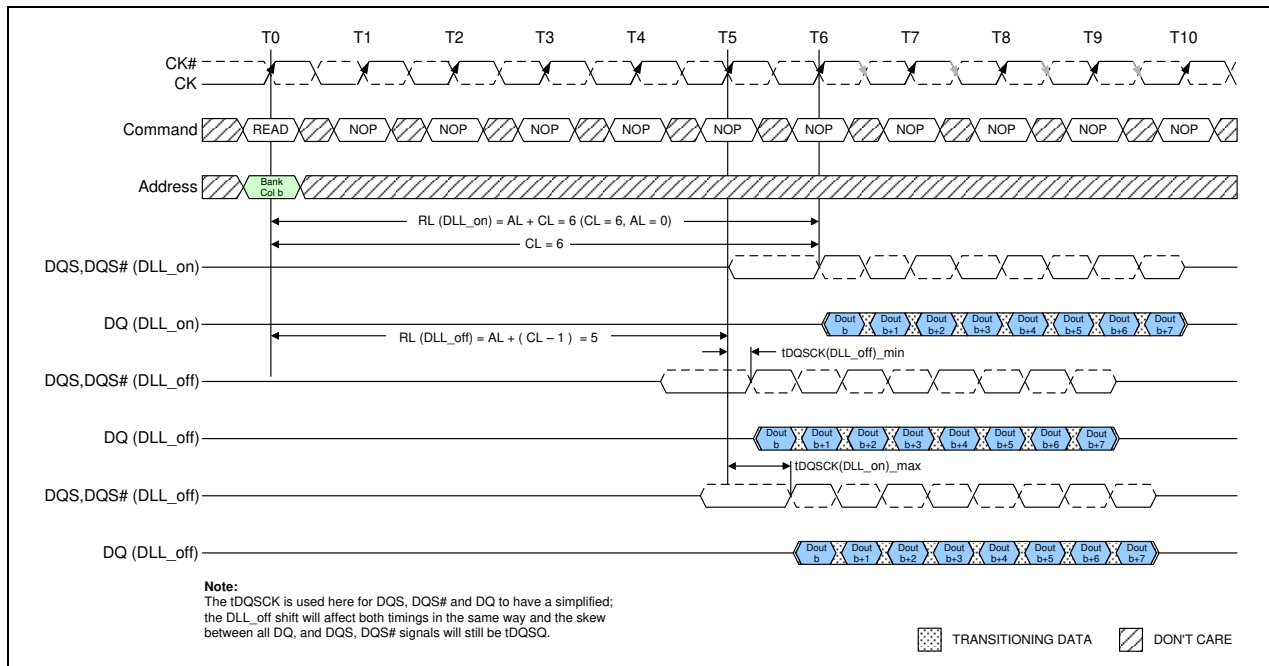 T0 T1 T2 T3 T4 T5 T6 T7 T8 T9 T10
CK#
CK
Command READ NOP NOP NOP NOP NOP NOP NOP NOP NOP NOP
Address Bank
Col b
RL (DLL_on) = AL + CL = 6 (CL = 6, AL = 0)
CL = 6
DQS,DQS# (DLL_on)
DQ (DLL_on) Dout Dout Dout Dout Dout Dout Dout Dout
b b+1 b+2 b+3 b+4 b+5 b+6 b+7
RL (DLL_off) = AL + ( CL – 1 ) = 5
tDQSCK(DLL_off)_min
DQS,DQS# (DLL_off)
DQ (DLL_off) Dout Dout Dout Dout Dout Dout Dout Dout
b b+1 b+2 b+3 b+4 b+5 b+6 b+7
tDQSCK(DLL_on)_max
DQS,DQS# (DLL_off)
DQ (DLL_off) Dout Dout Dout Dout Dout Dout Dout Dout
b b+1 b+2 b+3 b+4 b+5 b+6 b+7
Note:
The tDQSCK is used here for DQS, DQS# and DQ to have a simplified;
the DLL_off shift will affect both timings in the same way and the skew
between all DQ, and DQS, DQS# signals will still be tDQSQ.
TRANSITIONING DATA DON'T CARE